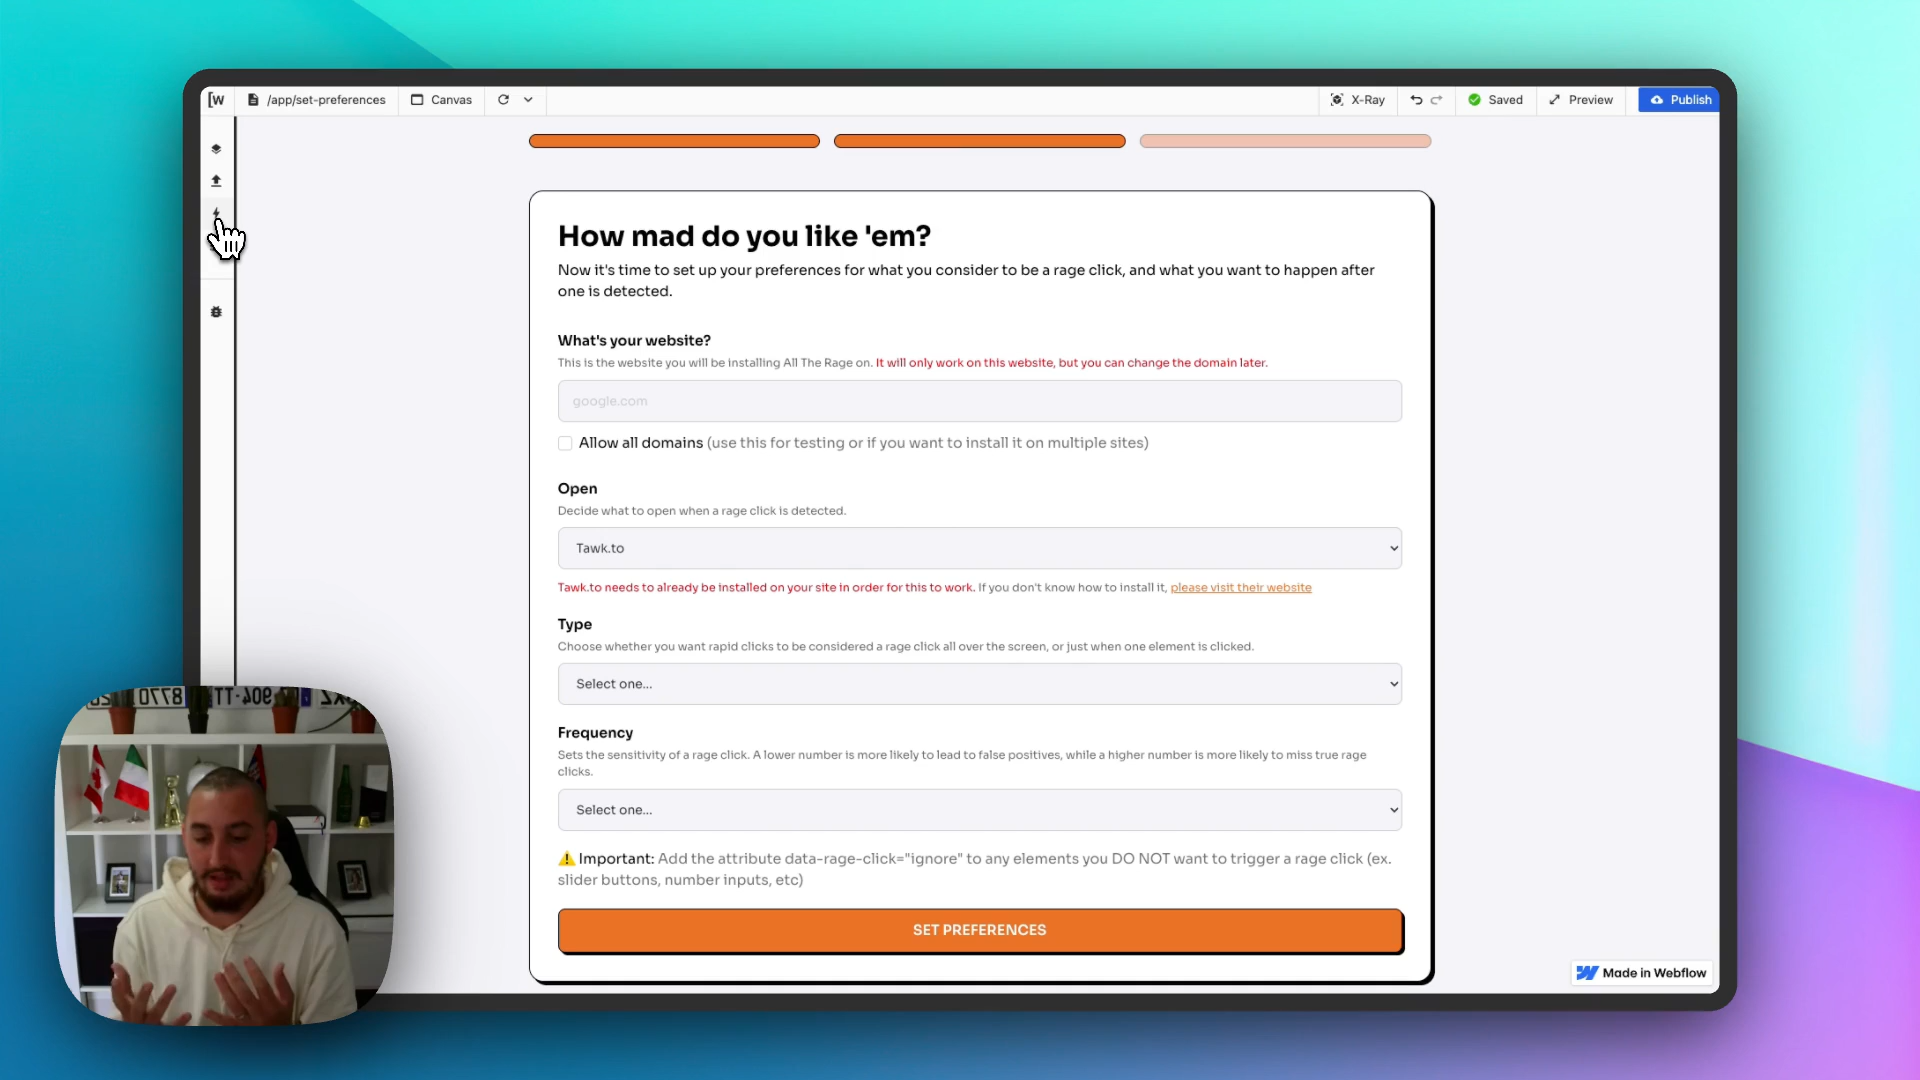 [W
/app/set-preferences
Canvas
X-Ray
Saved
Preview
Publish
How mad do you like 'em?
Now it's time to set up your preferences for what you consider to be a rage click, and what you want to happen after
one is detected.
What's your website?
This is the website you will be installing All The Rage on. It will only work on this website, but you can change the domain later.
google.com
Allow all domains (use this for testing or if you want to install it on multiple sites)
Open
Decide what to open when a rage click is detected.
Tawk.to
Tawk.to needs to already be installed on your site in order for this to work. If you don't know how to install it, please visit their website
Type
Choose whether you want rapid clicks to be considered a rage click all over the screen, or just when one element is clicked.
Select one...
Frequency
Sets the sensitivity of a rage click. A lower number is more likely to lead to false positives, while a higher number is more likely to miss true rage
clicks.
Select one...
⚠️ Important: Add the attribute data-rage-click="ignore" to any elements you DO NOT want to trigger a rage click (ex.
slider buttons, number inputs, etc)
SET PREFERENCES
Made in Webflow